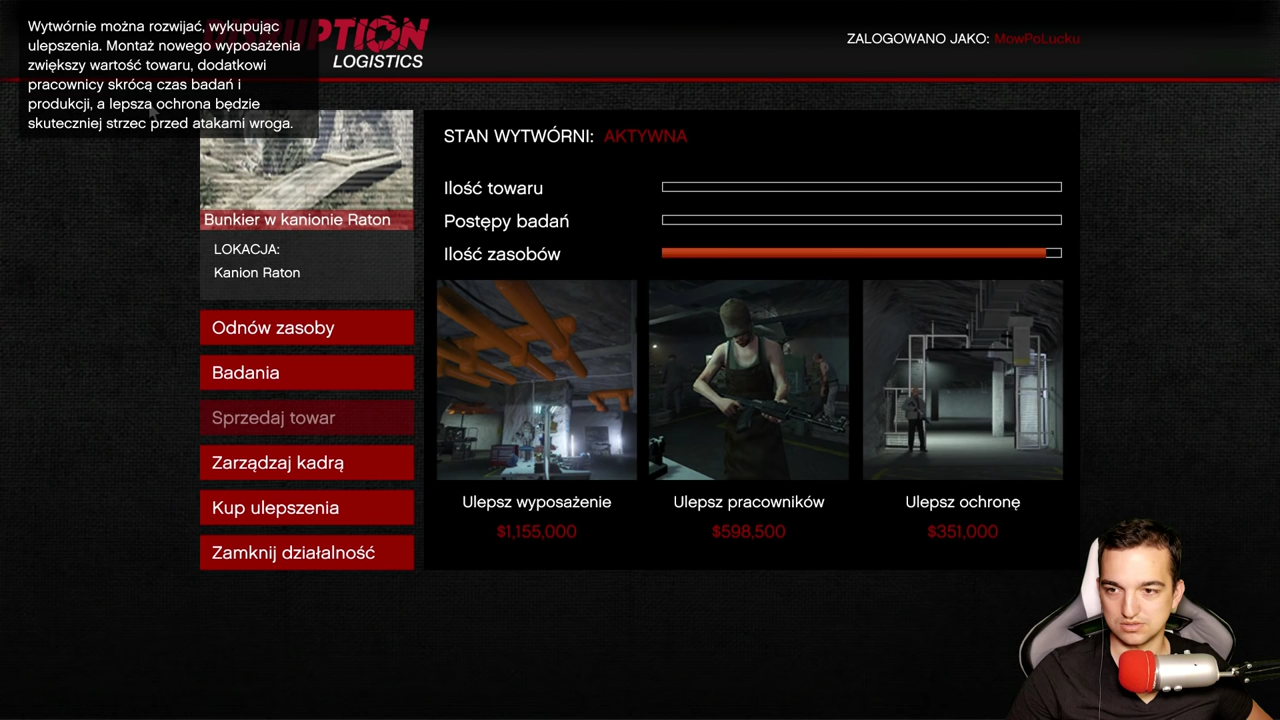 Wytwórnie można rozwijać, wykupując
ulepszenia. Montaż nowego wyposażenia
zwiększy wartość towaru, dodatkowi
pracownicy skrócą czas badań i
produkcji, a lepsza ochrona będzie
skuteczniej strzec przed atakami wroga.
PTION
LOGISTICS
ZALOGOWANO JAKO: MowPoLucku
Bunkier w kanionie Raton
LOKACJA:
Kanion Raton
Odnów zasoby
Badania
Sprzedaj towar
Zarządzaj kadrą
Kup ulepszenia
Zamknij działalność
STAN WYTWÓRNI: AKTYWNA
Ilość towaru
Postępy badań
Ilość zasobów
Ulepsz wyposażenie
$1,155,000
Ulepsz pracowników
$598,500
Ulepsz ochronę
$351,000